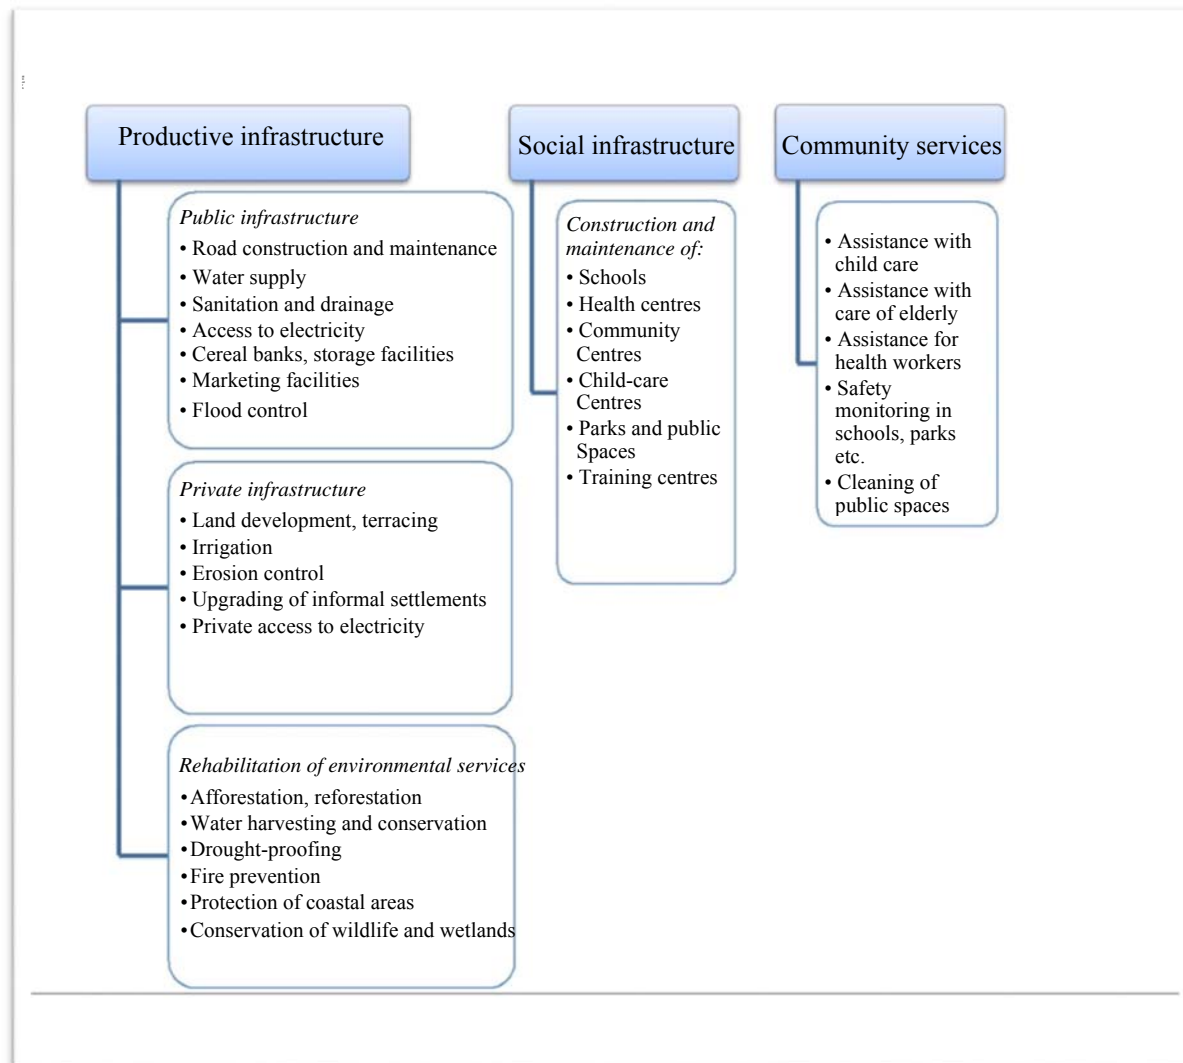 Productive infrastructure
Public infrastructure
• Road construction and maintenance
• Water supply
• Sanitation and drainage
• Access to electricity
• Cereal banks, storage facilities
• Marketing facilities
• Flood control
Private infrastructure
• Land development, terracing
• Irrigation
• Erosion control
• Upgrading of informal settlements
• Private access to electricity
Rehabilitation of environmental services
• Afforestation, reforestation
• Water harvesting and conservation
• Drought-proofing
• Fire prevention
• Protection of coastal areas
• Conservation of wildlife and wetlands
Social infrastructure
Construction and
maintenance of:
• Schools
• Health centres
• Community
Centres
• Child-care
Centres
• Parks and public
Spaces
• Training centres
Community services
• Assistance with
child care
• Assistance with
care of elderly
• Assistance for
health workers
• Safety
monitoring in
schools, parks
etc.
• Cleaning of
public spaces